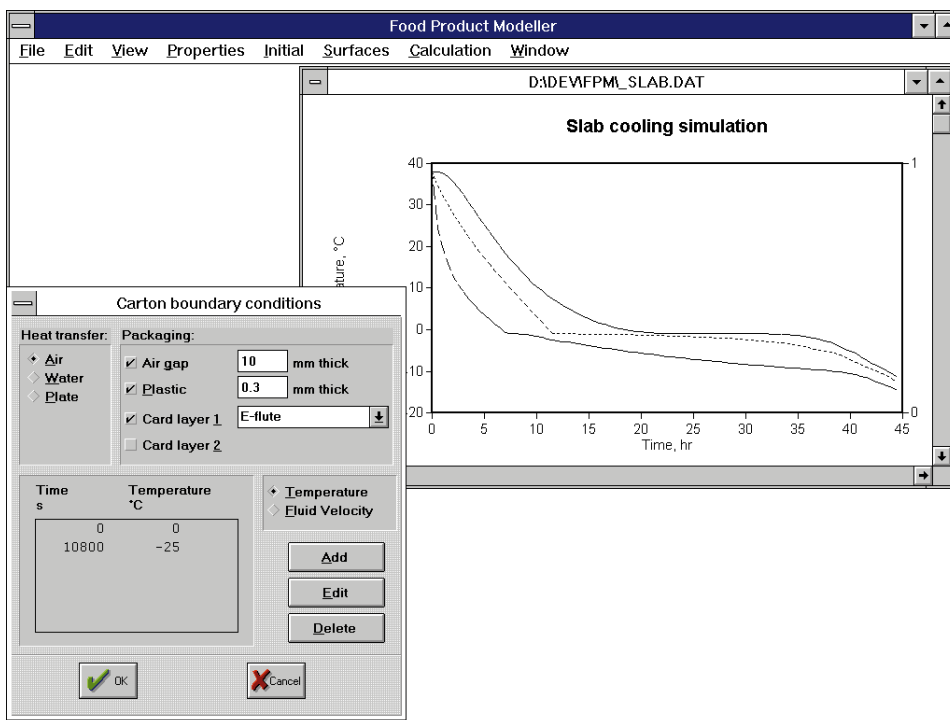 Food Product Modeller
File Edit View Properties Initial Surfaces Calculation Window
D:\DEV\FPM\_SLAB.DAT
Slab cooling simulation
40
30
20
10
0
-10
-20
1
0
ature, °C
0 5 10 15 20 25 30 35 40 45
Time, hr
Carton boundary conditions
Heat transfer:
Air
Water
Plate
Packaging:
Air gap 10 mm thick
Plastic 0.3 mm thick
Card layer 1 E-flute
Card layer 2
Time Temperature
s °C
0 0
10800 -25
Temperature
Fluid Velocity
Add
Edit
Delete
OK
Cancel